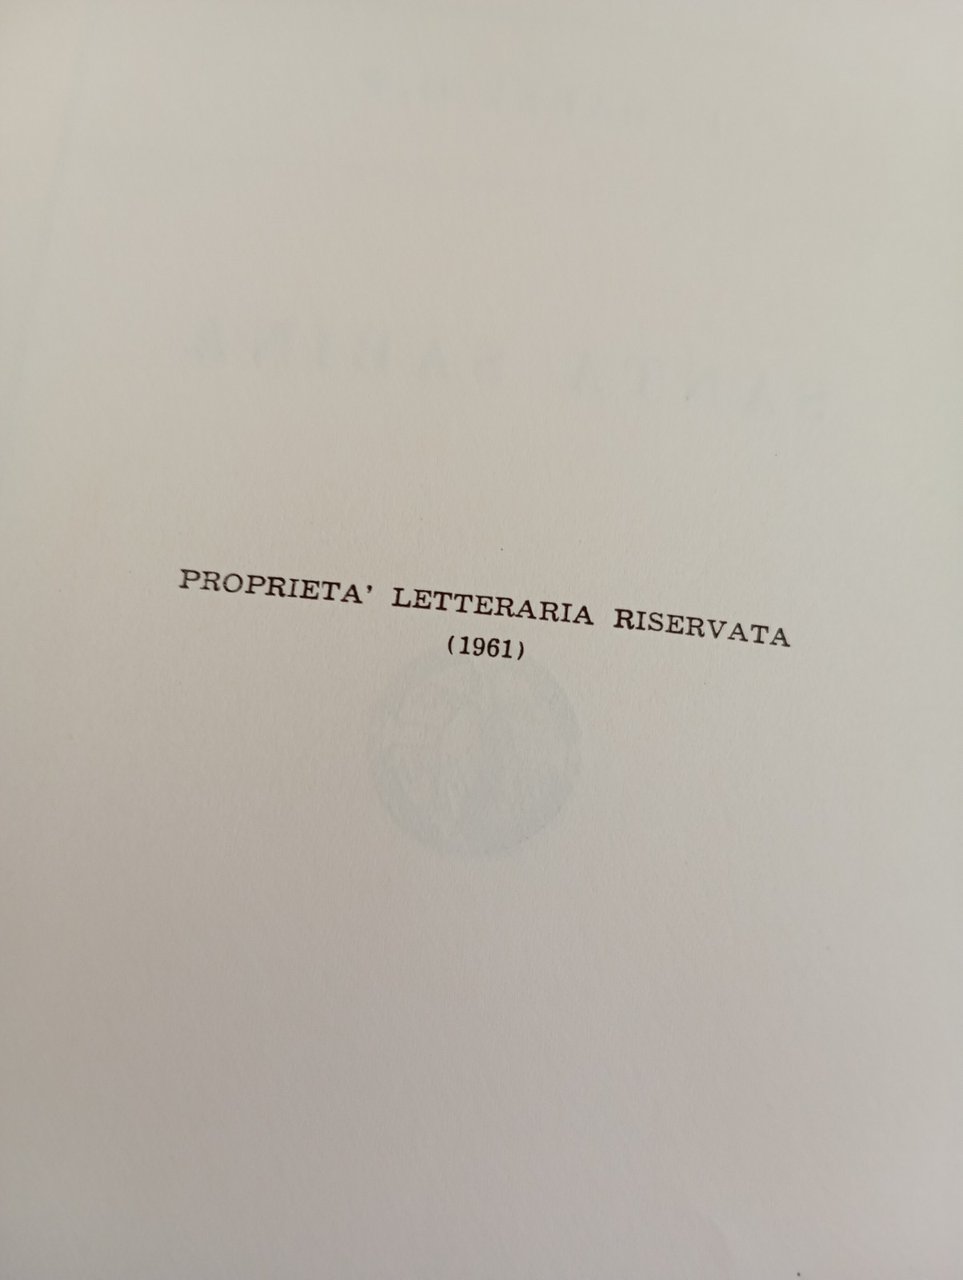 PROPRIETA' LETTERARIA RISERVATA
(1961)